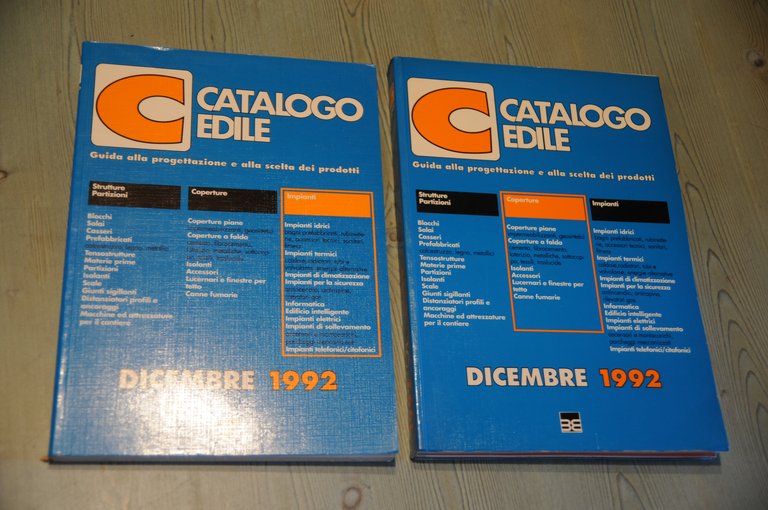 C CATALOGO
EDILE
Guida alla progettazione e alla scelta dei prodotti
Strutture
Partizioni
Blocchi
Solai
Casseri
Prefabbricati
calcestruzzo, legno, metallici
Tensostrutture
Materie prime
Partizioni
Isolanti
Scale
Giunti sigillanti
Distanziatori profili e
ancoraggi
Macchine ed attrezzature
per il cantiere
Coperture
Coperture piane
Coperture a falda
Isolanti
Accessori
Lucernari e finestre per
tetto
Canne fumarie
Impianti
Impianti idrici
Impianti termici
Impianti di climatizzazione
Impianti per la sicurezza
Informatica
Edificio intelligente
Impianti elettrici
Impianti di sollevamento
Impianti telefonici/citofonici
DICEMBRE 1992
C CATALOGO
EDILE
Guida alla progettazione e alla scelta dei prodotti
Strutture
Partizioni
Blocchi
Solai
Casseri
Prefabbricati
calcestruzzo, legno, metallici
Tensostrutture
Materie prime
Partizioni
Isolanti
Scale
Giunti sigillanti
Distanziatori profili e
ancoraggi
Macchine ed attrezzature
per il cantiere
Coperture
Coperture piane
Coperture a falda
Isolanti
Accessori
Lucernari e finestre per
tetto
Canne fumarie
Impianti
Impianti idrici
Impianti termici
Impianti di climatizzazione
Impianti per la sicurezza
Informatica
Edificio intelligente
Impianti elettrici
Impianti di sollevamento
Impianti telefonici/citofonici
DICEMBRE 1992